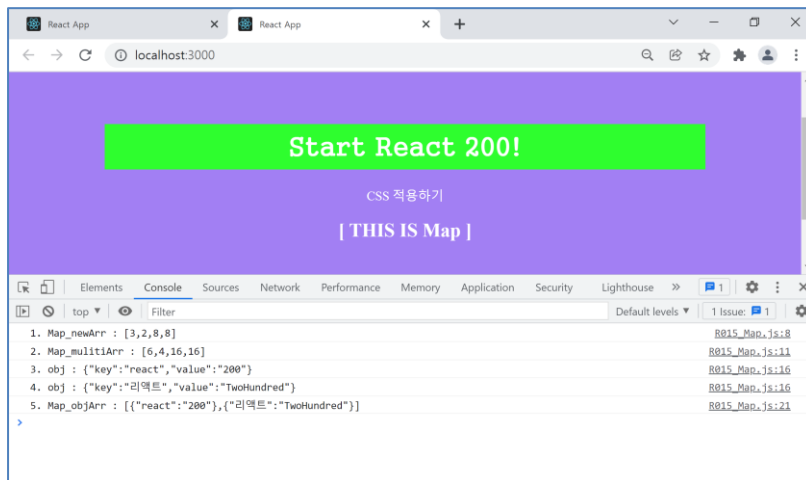 React App
React App
localhost:3000
Start React 200!
CSS 적용하기
[ THIS IS Map ]
Elements Console Sources Network Performance Memory Application Security Lighthouse » 1
top ▼ Filter Default levels ▼ 1 Issue: 1
1. Map_newArr : [3,2,8,8] R015_Map.js:8
2. Map_mulitiArr : [6,4,16,16] R015_Map.js:11
3. obj : {"key":"react","value":"200"} R015_Map.js:16
4. obj : {"key":"리액트","value":"TwoHundred"} R015_Map.js:16
5. Map_objArr : [{"react":"200"},{"리액트":"TwoHundred"}] R015_Map.js:21